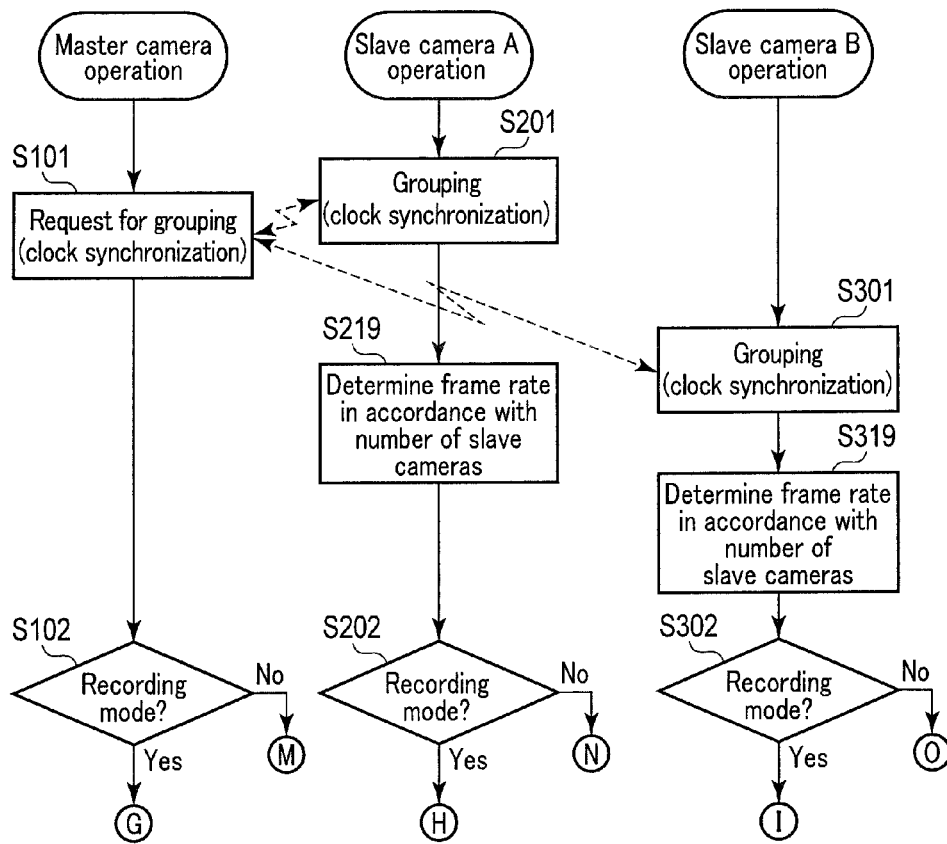 Master camera
operation
Slave camera A
operation
Slave camera B
operation
S101
Request for grouping
(clock synchronization)
S201
Grouping
(clock synchronization)
S301
Grouping
(clock synchronization)
S219
Determine frame rate
in accordance with
number of slave
cameras
S319
Determine frame rate
in accordance with
number of
slave cameras
S102
Recording
mode?
No
M
Yes
G
S202
Recording
mode?
No
N
Yes
H
S302
Recording
mode?
No
O
Yes
I